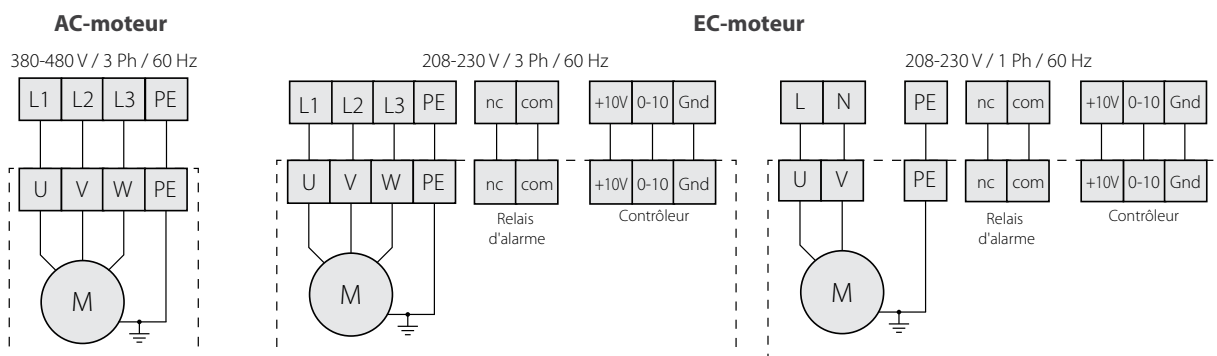 AC-moteur
EC-moteur
380-480 V / 3 Ph / 60 Hz
208-230 V / 3 Ph / 60 Hz
208-230 V / 1 Ph / 60 Hz
L1 L2 L3 PE
L1 L2 L3 PE
nc com
+10V 0-10 Gnd
L N
PE
nc com
+10V 0-10 Gnd
U V W PE
U V W PE
nc com
+10V 0-10 Gnd
U V
PE
nc com
+10V 0-10 Gnd
Relais
d'alarme
Contrôleur
Relais
d'alarme
Contrôleur
M
M
M